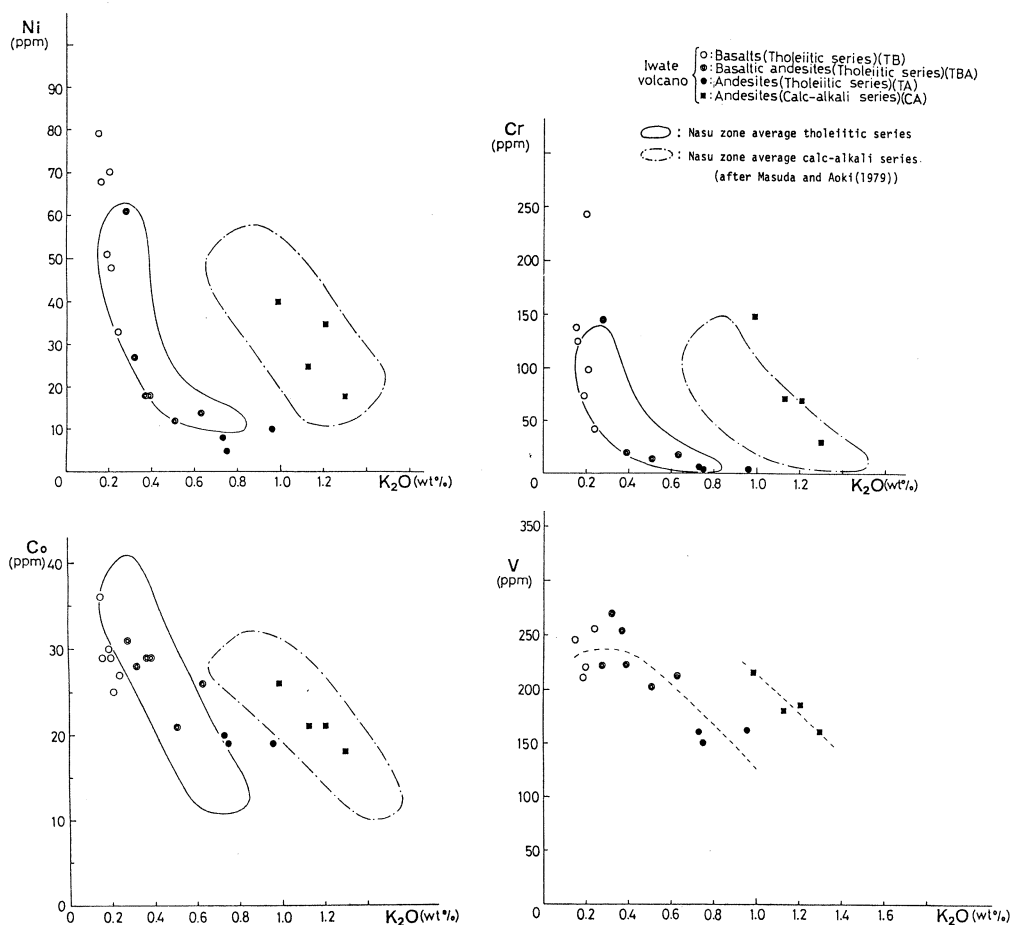 Ni
(ppm)
90
80
70
60
50
40
30
20
10
0
0.2
0.4
0.6
0.8
1.0
1.2
K2O(wt%)
Iwate
volcano
○:Basalts(Tholeiitic series)(TB)
◎:Basaltic andesites(Tholeiitic series)(TBA)
●:Andesites(Tholeiitic series)(TA)
■:Andesites(Calc-alkali series)(CA)
: Nasu zone average tholeiitic series
: Nasu zone average calc-alkali series.
(after Masuda and Aoki(1979))
Cr
(ppm)
250
200
150
100
50
0
0.2
0.4
0.6
0.8
1.0
1.2
K2O(wt%)
Co
(ppm)
40
30
20
10
0
0
0.2
0.4
0.6
0.8
1.0
1.2
K2O(wt%)
V
(ppm)
350
300
250
200
150
100
50
0
0.2
0.4
0.6
0.8
1.0
1.2
1.4
1.6
K2O(wt%)